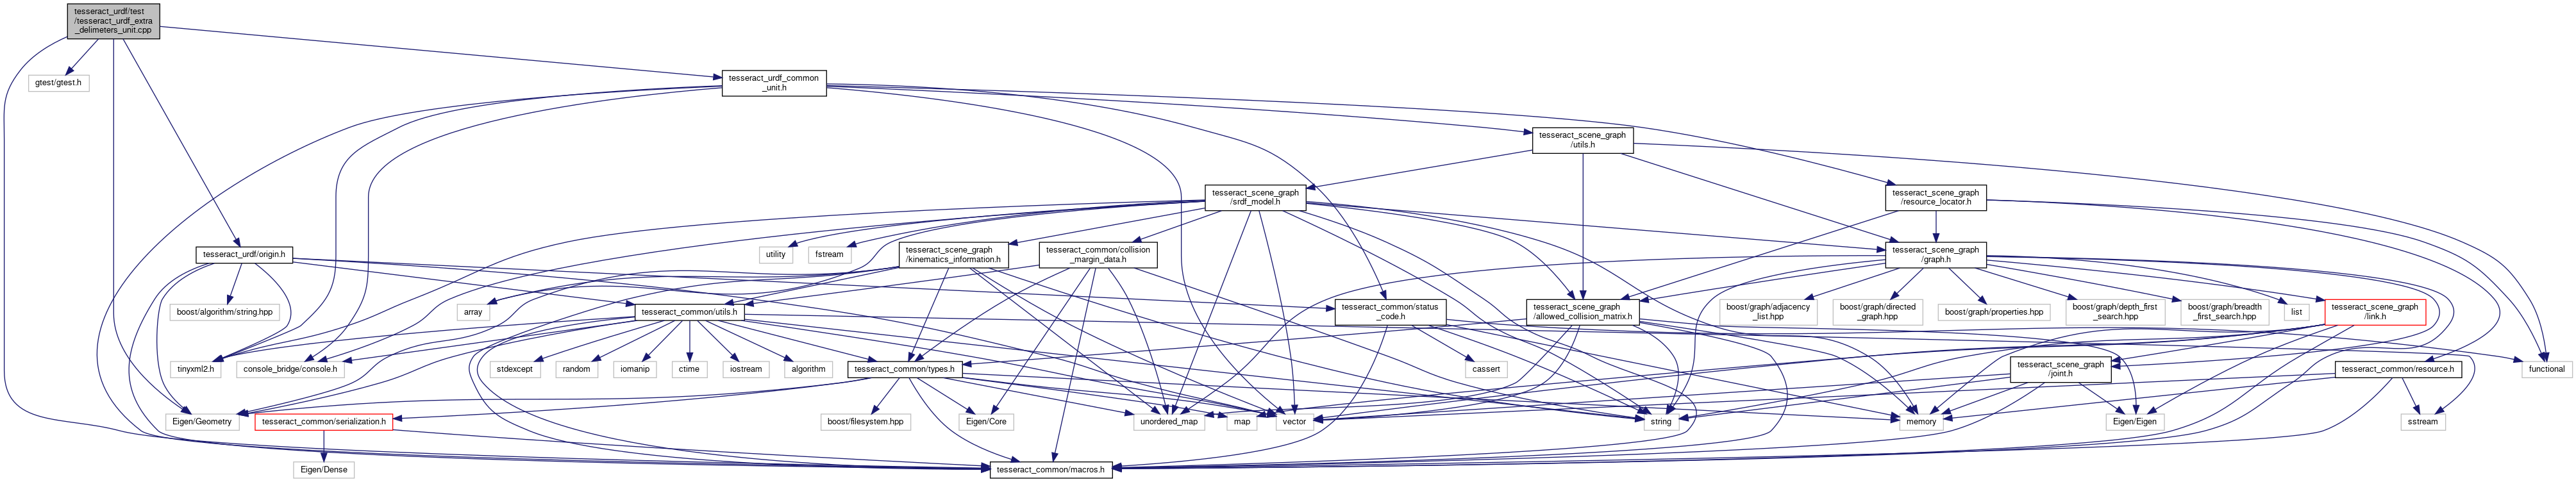 tesseract_urdf/test
/tesseract_urdf_extra
_delimeters_unit.cpp
gtest/gtest.h
tesseract_urdf_common
_unit.h
tesseract_scene_graph
/utils.h
tesseract_scene_graph
/srdf_model.h
tesseract_scene_graph
/resource_locator.h
tesseract_urdf/origin.h
utility
fstream
tesseract_scene_graph
/kinematics_information.h
tesseract_common/collision
_margin_data.h
tesseract_scene_graph
/graph.h
boost/algorithm/string.hpp
array
tesseract_common/utils.h
tesseract_common/status
_code.h
tesseract_scene_graph
/allowed_collision_matrix.h
boost/graph/adjacency
_list.hpp
boost/graph/directed
_graph.hpp
boost/graph/properties.hpp
boost/graph/depth_first
_search.hpp
boost/graph/breadth
_first_search.hpp
list
tesseract_scene_graph
/link.h
tinyxml2.h
console_bridge/console.h
stdexcept
random
iomanip
ctime
iostream
algorithm
tesseract_common/types.h
cassert
tesseract_scene_graph
/joint.h
tesseract_common/resource.h
functional
Eigen/Geometry
tesseract_common/serialization.h
boost/filesystem.hpp
Eigen/Core
unordered_map
map
vector
string
memory
Eigen/Eigen
sstream
Eigen/Dense
tesseract_common/macros.h